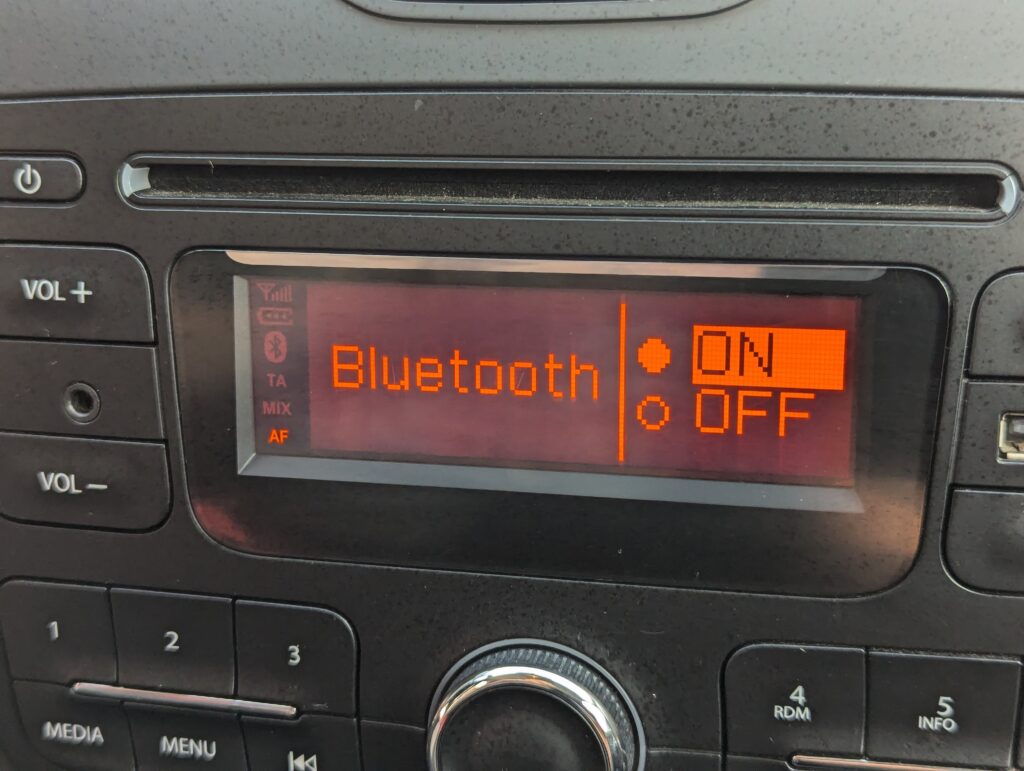 VOL +
TA
MIX
AF
Bluetooth
ON
OFF
VOL −
1
2
3
MEDIA
MENU
4
RDM
5
INFO